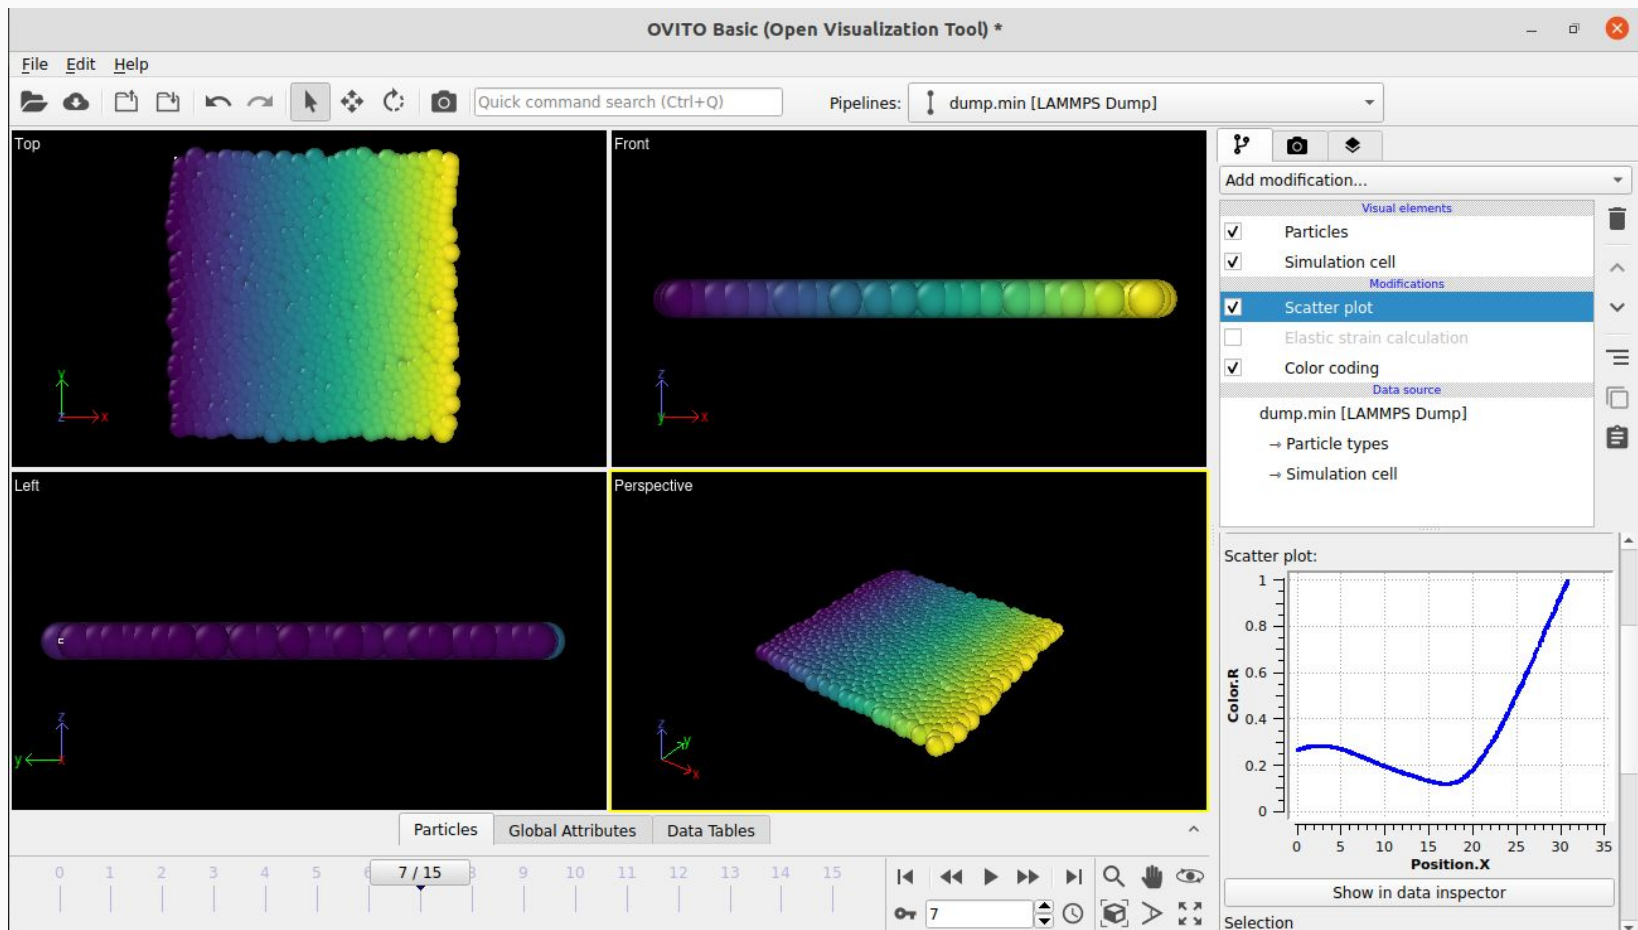 OVITO Basic (Open Visualization Tool) *
File Edit Help
Quick command search (Ctrl+Q)
Pipelines: dump.min [LAMMPS Dump]
Top
y
z x
Front
z
y x
Left
z
y x
Perspective
z
y
x
Add modification...
Visual elements
Particles
Simulation cell
Modifications
Scatter plot
Elastic strain calculation
Color coding
Data source
dump.min [LAMMPS Dump]
→ Particle types
→ Simulation cell
Scatter plot:
1
0.8
0.6
0.4
0.2
0
Color.R
0 5 10 15 20 25 30 35
Position.X
Show in data inspector
Selection
Particles Global Attributes Data Tables
0 1 2 3 4 5 7 / 15 9 10 11 12 13 14 15
7